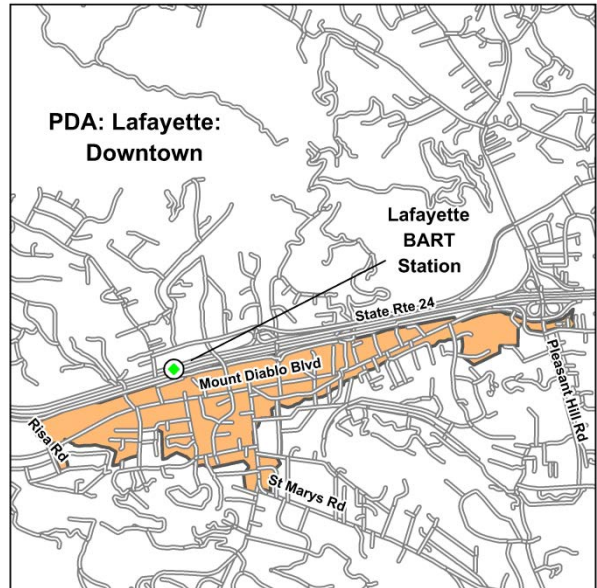 PDA: Lafayette:
Downtown
Lafayette
BART
Station
State Rte 24
Mount Diablo Blvd
Pleasant Hill Rd
Risa Rd
St Marys Rd